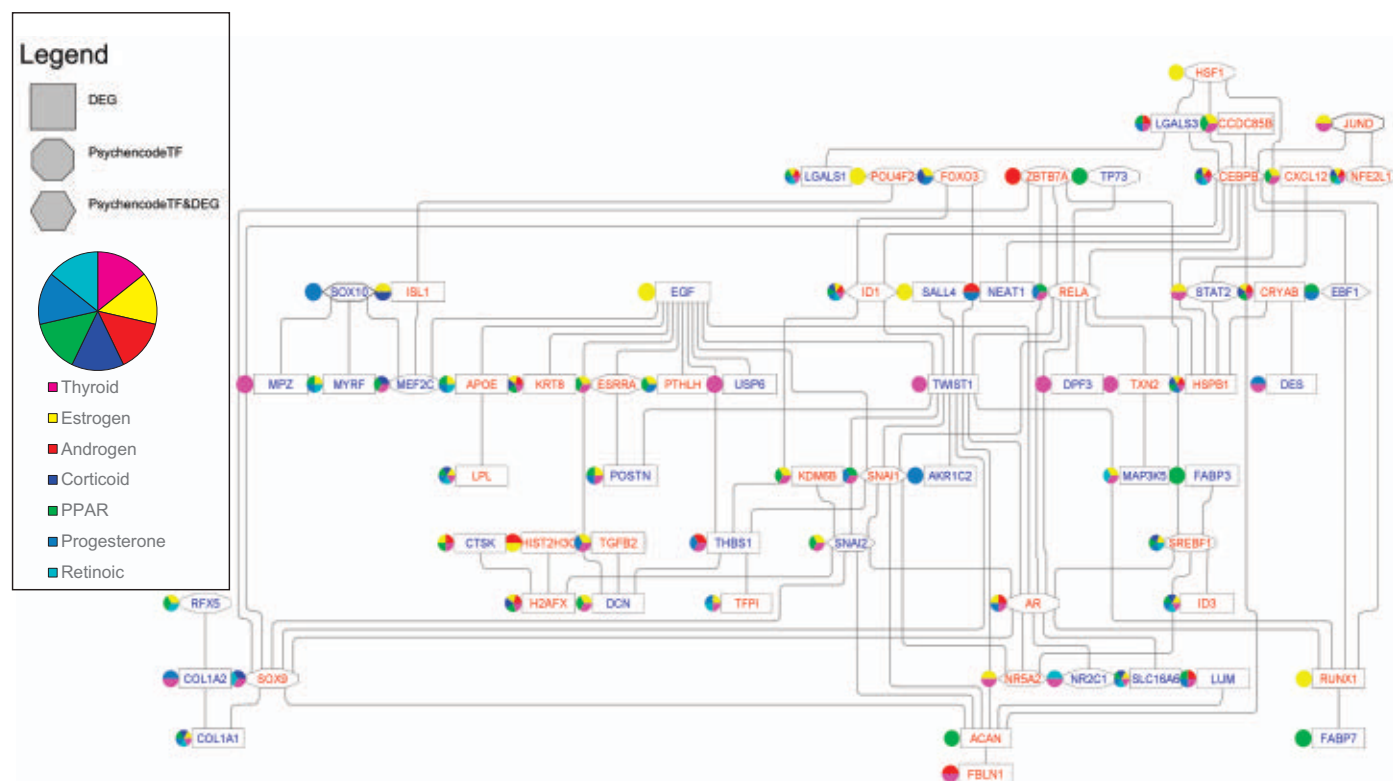 Legend
DEG
PsychencodeTF
PsychencodeTF&DEG
Thyroid
Estrogen
Androgen
Corticoid
PPAR
Progesterone
Retinoic
HSF1
LGALS3 CCDC85B JUND
LGALS1 POU4F2 FOXO3 ZBTB7A TP73 CEBPB CXCL12 NFE2L1
SOX10 ISL1 EGF ID1 SALL4 NEAT1 RELA STAT2 CRYAB EBF1
MPZ MYRF MEF2C APOE KRT8 ESRRA PTHLH USP6 TWIST1 DPF3 TXN2 HSPB1 DES
LPL POSTN KDM6B SNAI1 AKR1C2 MAP3K5 FABP3
CTSK HIST2H3C TGFB2 THBS1 SNAI2 SREBF1
RFX5 H2AFX DCN TFPI AR ID3
COL1A2 SOX9 NR5A2 NR2C1 SLC16A6 LUM RUNX1
COL1A1 ACAN FABP7
FBLN1